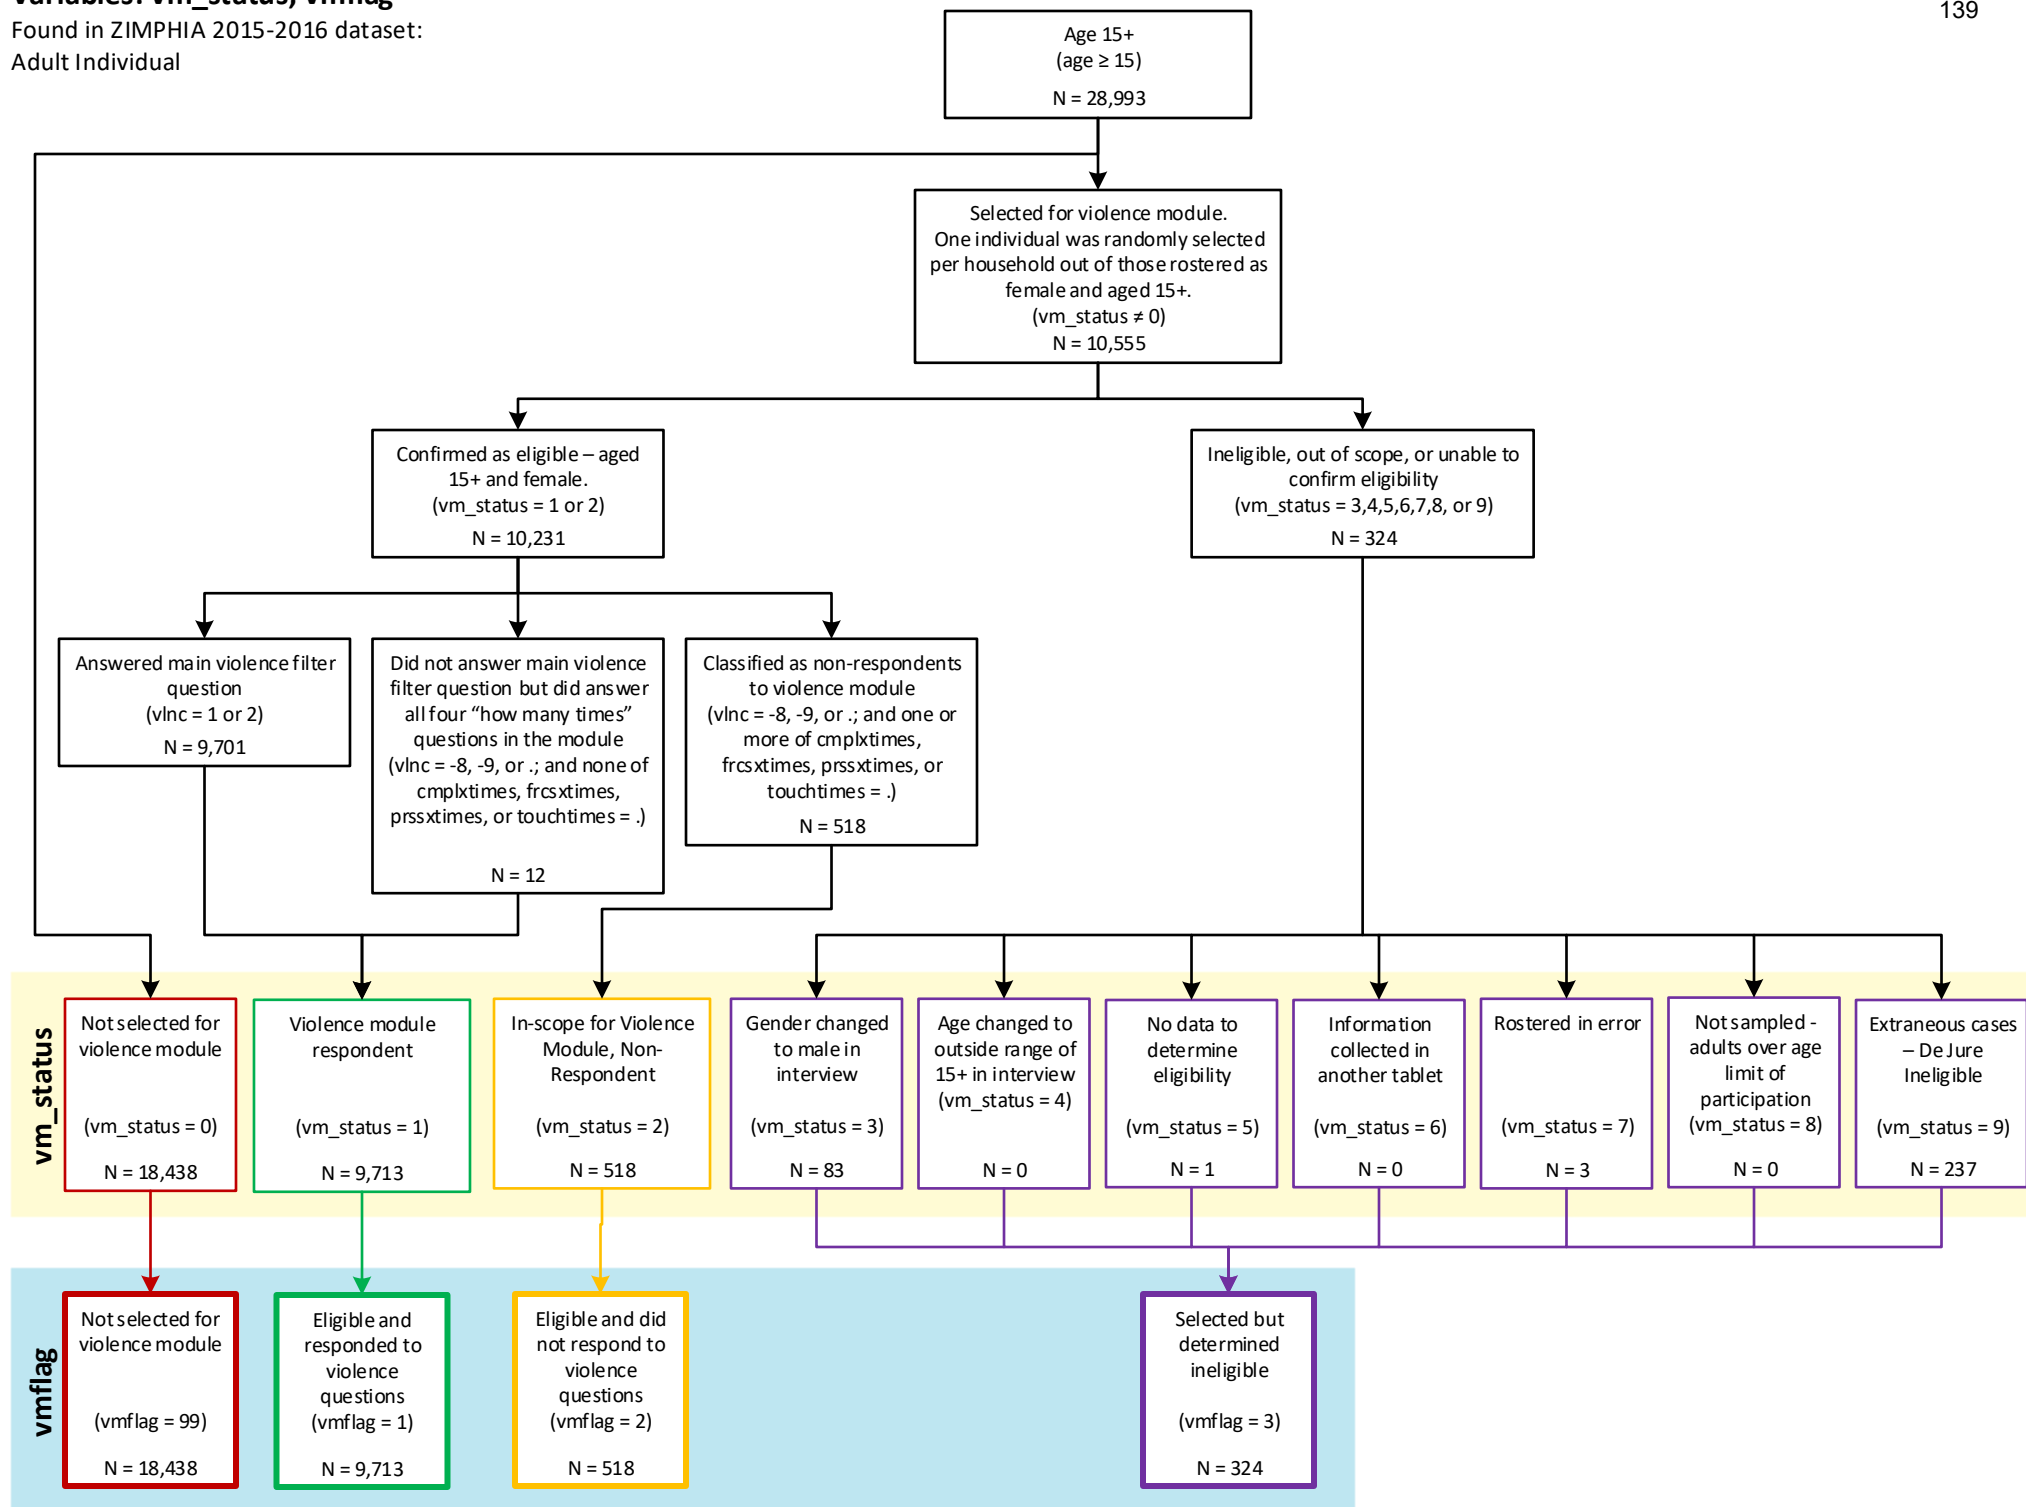 Variables: vm_status, vmflag
Found in ZIMPHIA 2015-2016 dataset:
Adult Individual
139
Age 15+
(age ≥ 15)
N = 28,993
Selected for violence module.
One individual was randomly selected
per household out of those rostered as
female and aged 15+.
(vm_status ≠ 0)
N = 10,555
Confirmed as eligible – aged
15+ and female.
(vm_status = 1 or 2)
N = 10,231
Ineligible, out of scope, or unable to
confirm eligibility
(vm_status = 3,4,5,6,7,8, or 9)
N = 324
Answered main violence filter
question
(vlnc = 1 or 2)
N = 9,701
Did not answer main violence
filter question but did answer
all four “how many times”
questions in the module
(vlnc = -8, -9, or .; and none of
cmplxtimes, frcsxtimes,
prssxtimes, or touchtimes = .)
N = 12
Classified as non-respondents
to violence module
(vlnc = -8, -9, or .; and one or
more of cmplxtimes,
frcsxtimes, prssxtimes, or
touchtimes = .)
N = 518
vm_status
Not selected for
violence module
(vm_status = 0)
N = 18,438
Violence module
respondent
(vm_status = 1)
N = 9,713
In-scope for Violence
Module, Non-
Respondent
(vm_status = 2)
N = 518
Gender changed
to male in
interview
(vm_status = 3)
N = 83
Age changed to
outside range of
15+ in interview
(vm_status = 4)
N = 0
No data to
determine
eligibility
(vm_status = 5)
N = 1
Information
collected in
another tablet
(vm_status = 6)
N = 0
Rostered in error
(vm_status = 7)
N = 3
Not sampled -
adults over age
limit of
participation
(vm_status = 8)
N = 0
Extraneous cases
– De Jure
Ineligible
(vm_status = 9)
N = 237
vmflag
Not selected for
violence module
(vmflag = 99)
N = 18,438
Eligible and
responded to
violence
questions
(vmflag = 1)
N = 9,713
Eligible and did
not respond to
violence
questions
(vmflag = 2)
N = 518
Selected but
determined
ineligible
(vmflag = 3)
N = 324